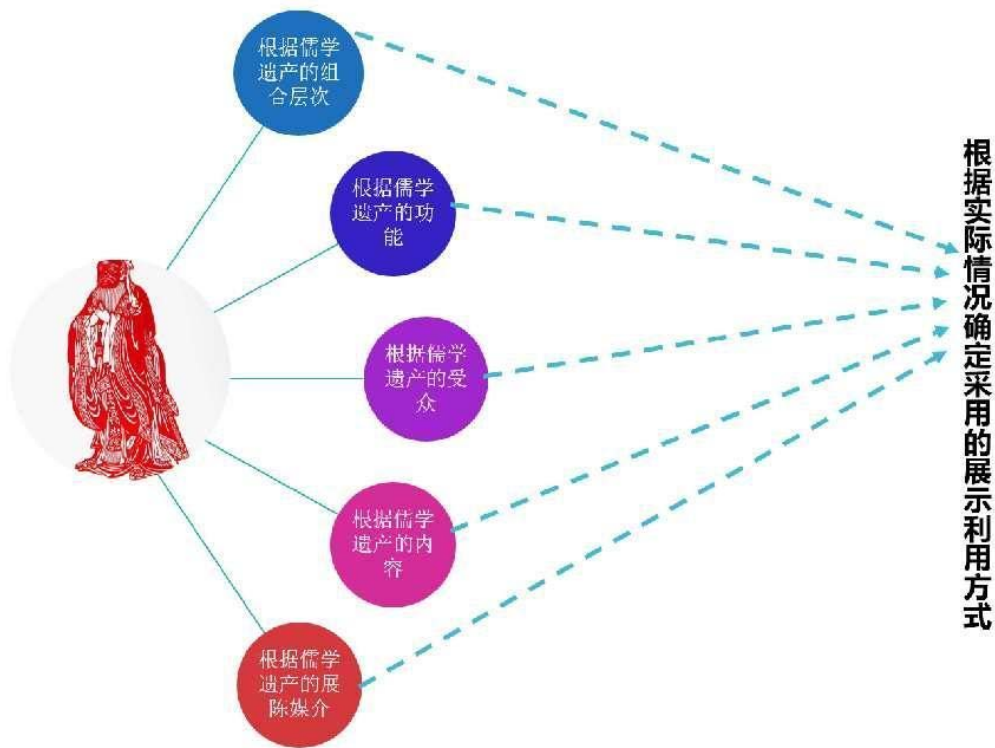 根据儒学
遗产的组
合层次
根据儒学
遗产的功
能
根据儒学
遗产的受
众
根据儒学
遗产的内
容
根据儒学
遗产的展
陈媒介
根据实际情况确定采用的展示利用方式